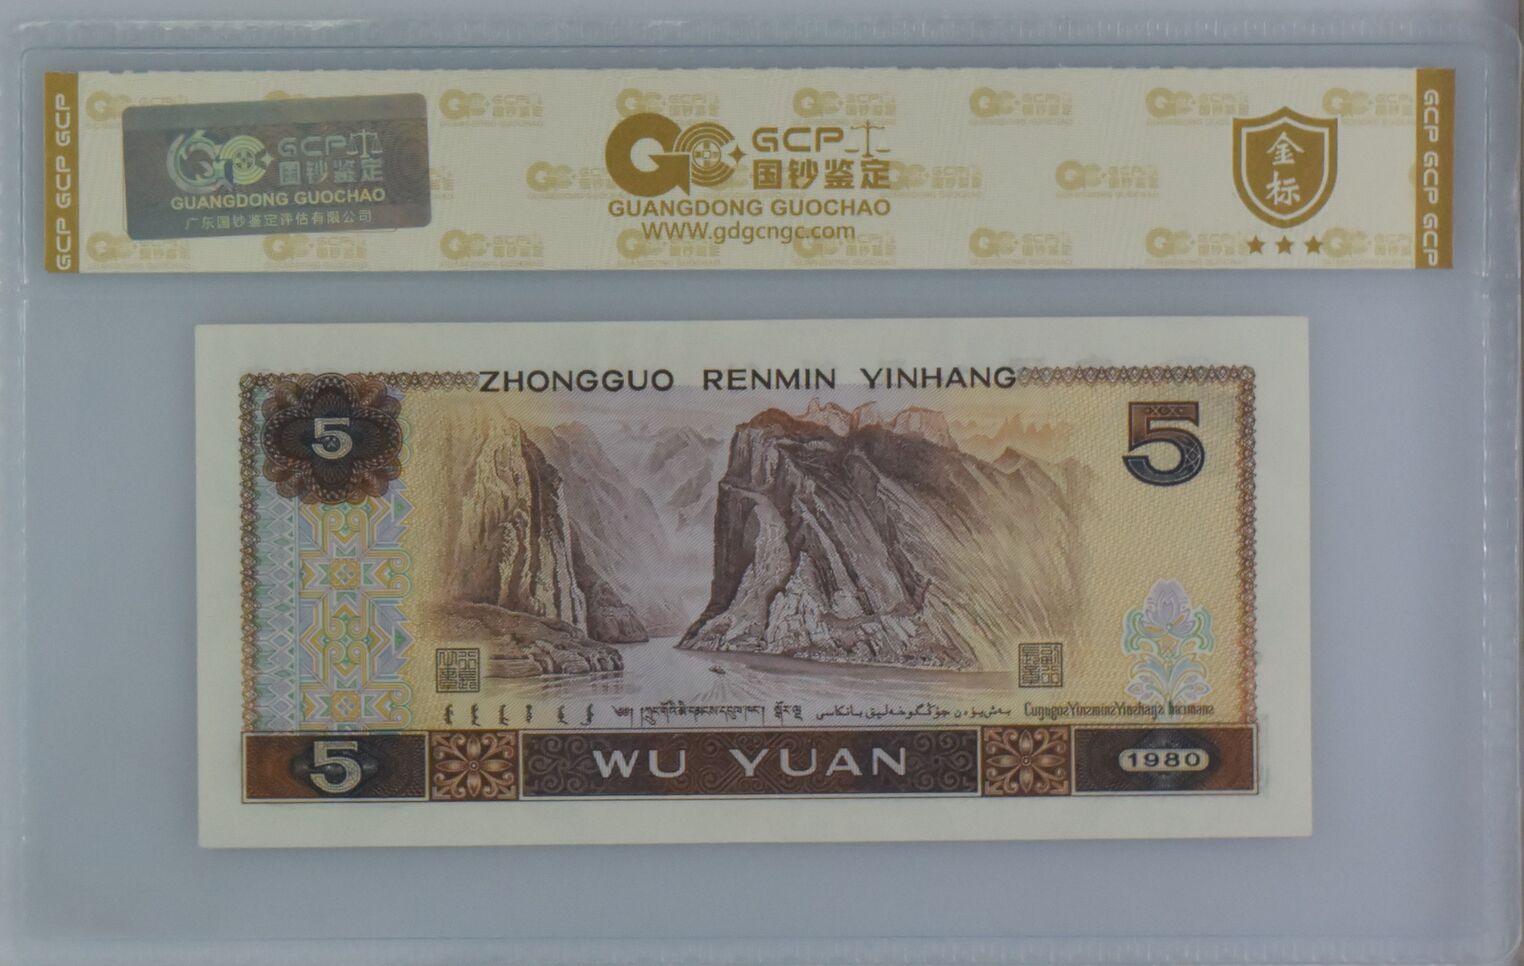 GCP GCP GCP
GCP
国钞鉴定
GUANGDONG GUOCHAO
广东国钞鉴定评估有限公司
GCP
国钞鉴定
GUANGDONG GUOCHAO
WWW.gdgcngc.com
金
标
GCP GCP GCP
ZHONGGUO RENMIN YINHANG
5
5
5
WU YUAN
1980